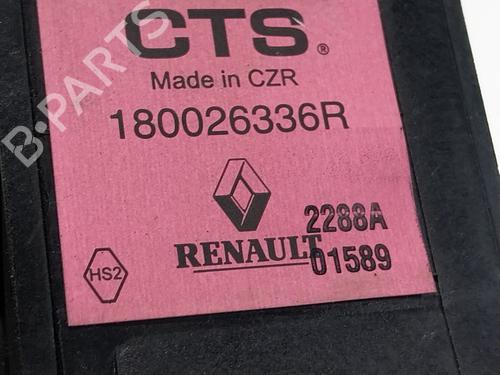 CTS®
Made in CZR
180026336R
2288A
RENAULT 01589
HS2
B-PARTS